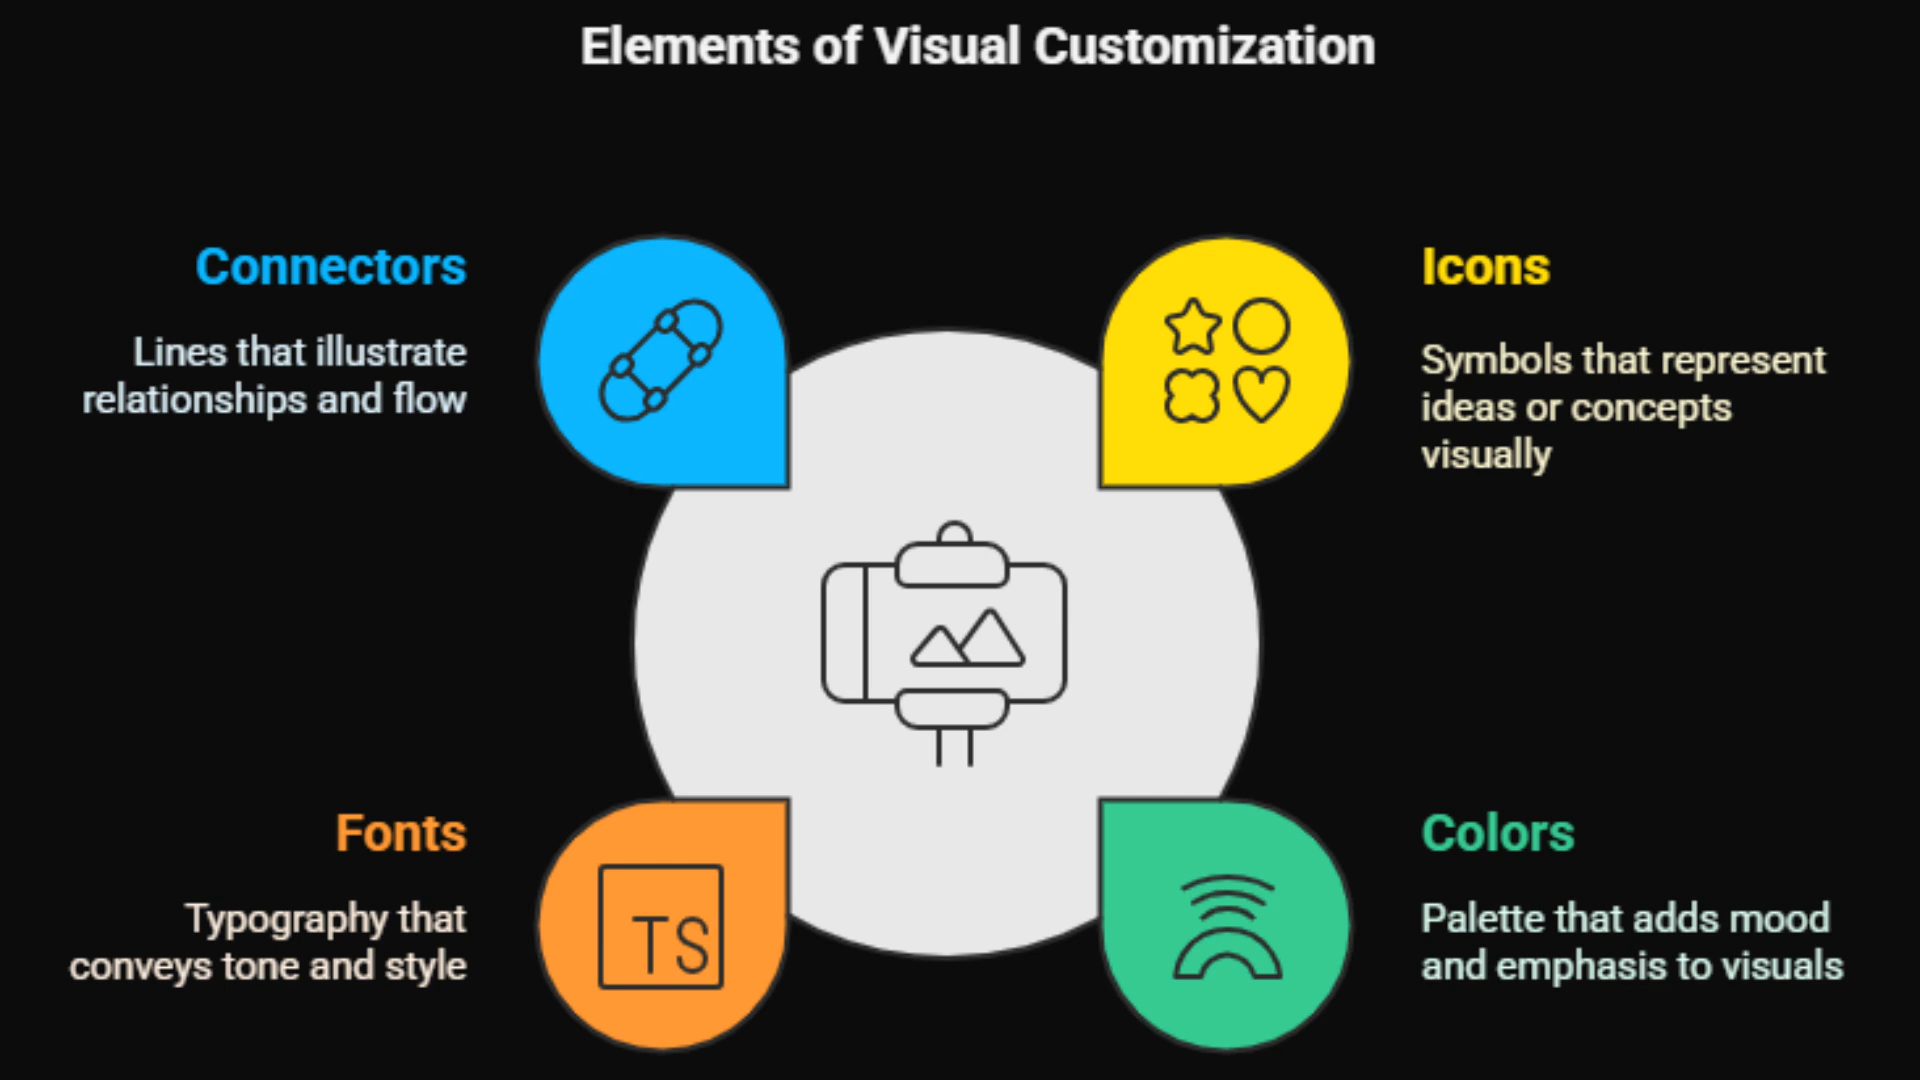 Elements of Visual Customization
Connectors
Lines that illustrate
relationships and flow
Icons
Symbols that represent
ideas or concepts
visually
Fonts
Typography that
conveys tone and style
TS
Colors
Palette that adds mood
and emphasis to visuals